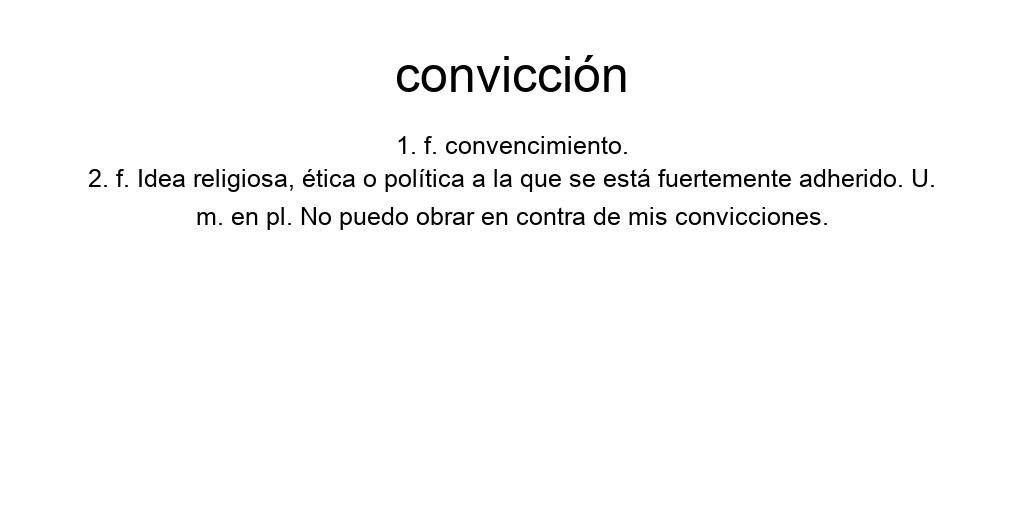 convicción
1. f. convencimiento.
2. f. Idea religiosa, ética o política a la que se está fuertemente adherido. U.
m. en pl. No puedo obrar en contra de mis convicciones.